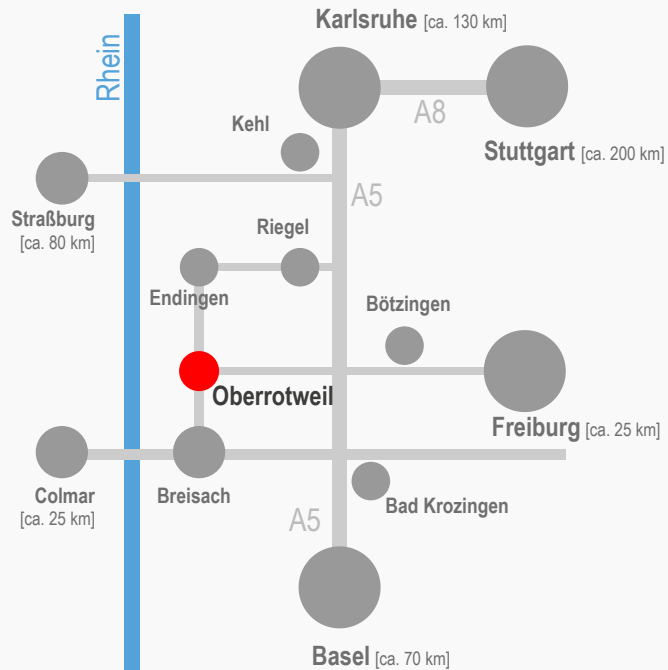 Karlsruhe [ca. 130 km]
Rhein
A8
Kehl
Stuttgart [ca. 200 km]
A5
Straßburg
[ca. 80 km]
Riegel
Endingen
Bötzingen
Oberrotweil
Freiburg [ca. 25 km]
Colmar
[ca. 25 km]
Breisach
Bad Krozingen
A5
Basel [ca. 70 km]